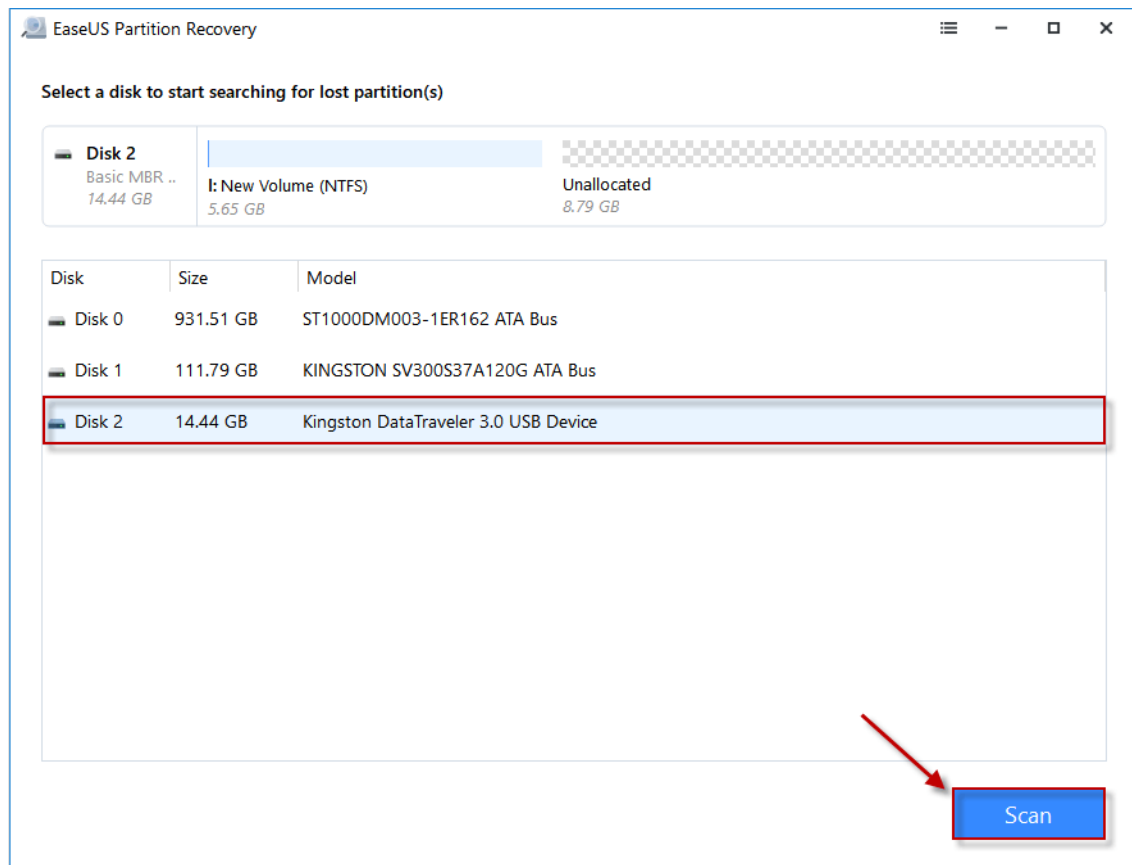 EaseUS Partition Recovery
Select a disk to start searching for lost partition(s)
Disk 2
Basic MBR ..
14.44 GB
I: New Volume (NTFS)
5.65 GB
Unallocated
8.79 GB
Disk Size Model
Disk 0 931.51 GB ST1000DM003-1ER162 ATA Bus
Disk 1 111.79 GB KINGSTON SV300S37A120G ATA Bus
Disk 2 14.44 GB Kingston DataTraveler 3.0 USB Device
Scan